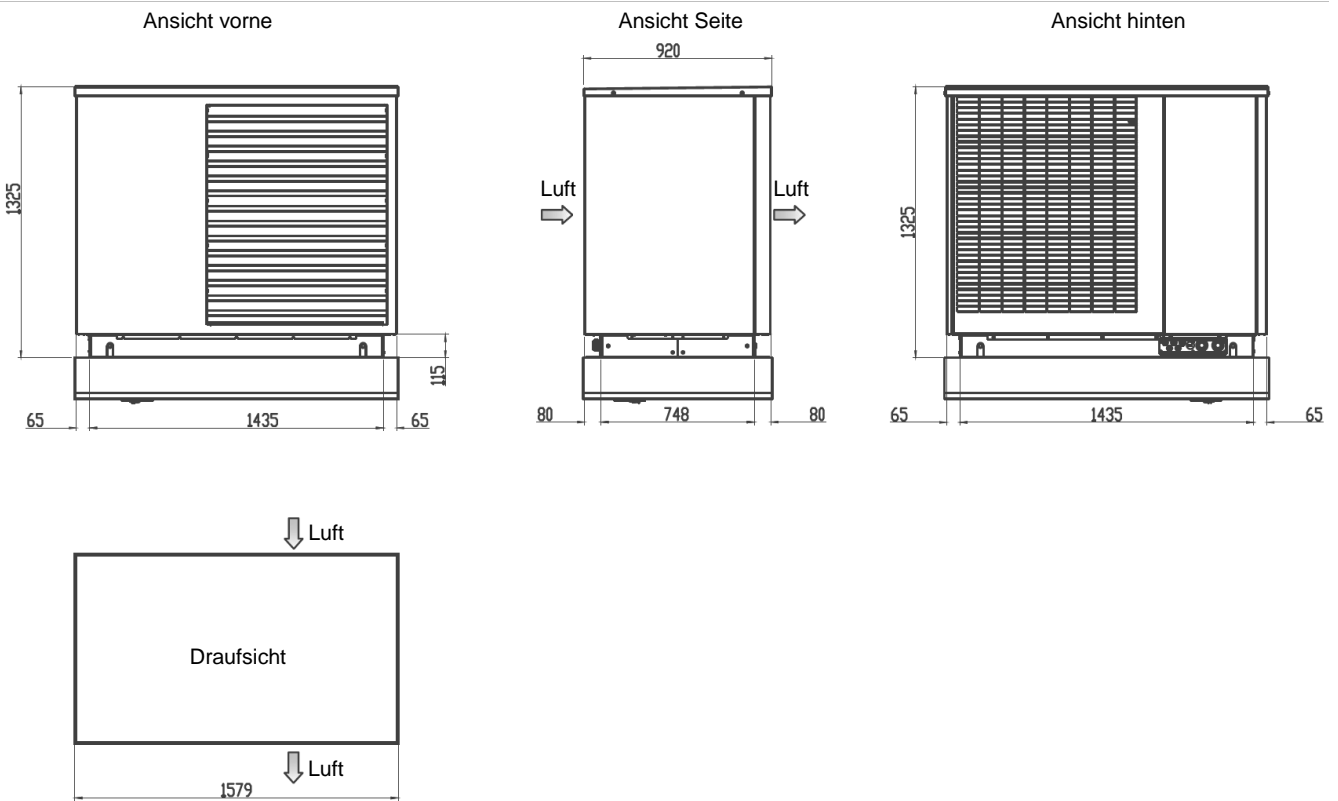 Ansicht vorne
Ansicht Seite
Ansicht hinten
920
1325
Luft
Luft
1325
115
65
1435
65
80
748
80
65
1435
65
Luft
Draufsicht
Luft
1579